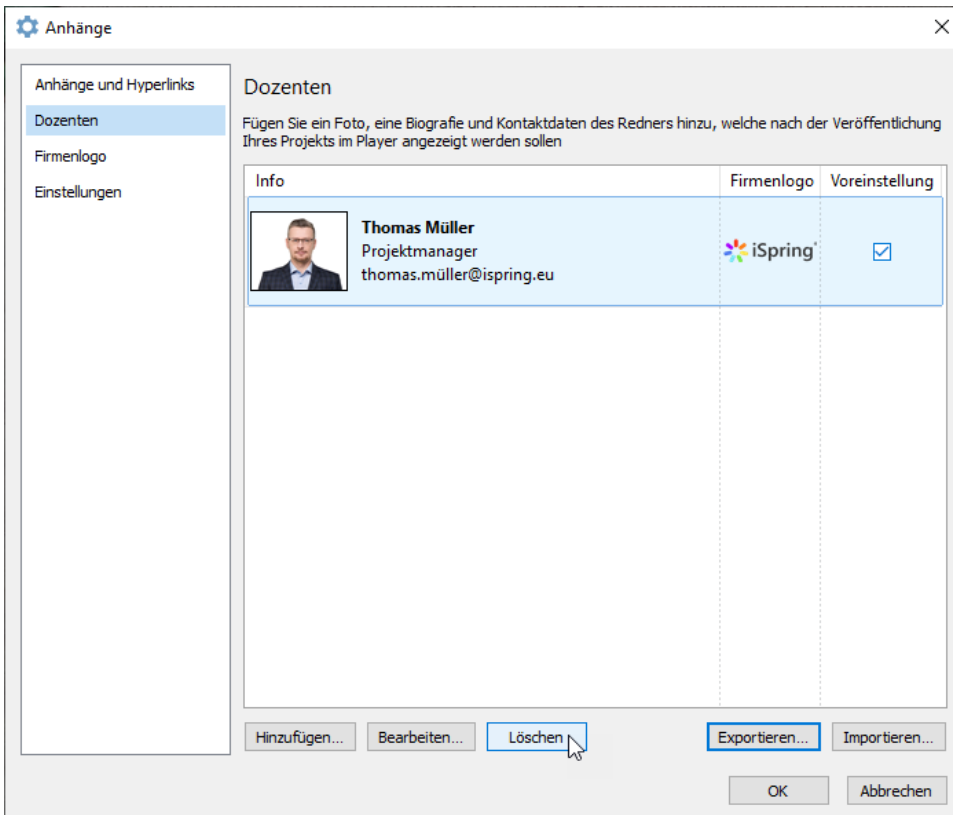 Anhänge
Anhänge und Hyperlinks
Dozenten
Firmenlogo
Einstellungen
Dozenten
Fügen Sie ein Foto, eine Biografie und Kontaktdaten des Redners hinzu, welche nach der Veröffentlichung
Ihres Projekts im Player angezeigt werden sollen
Info Firmenlogo Voreinstellung
Thomas Müller
Projektmanager
thomas.müller@ispring.eu
iSpring
Hinzufügen... Bearbeiten... Löschen Exportieren... Importieren...
OK Abbrechen